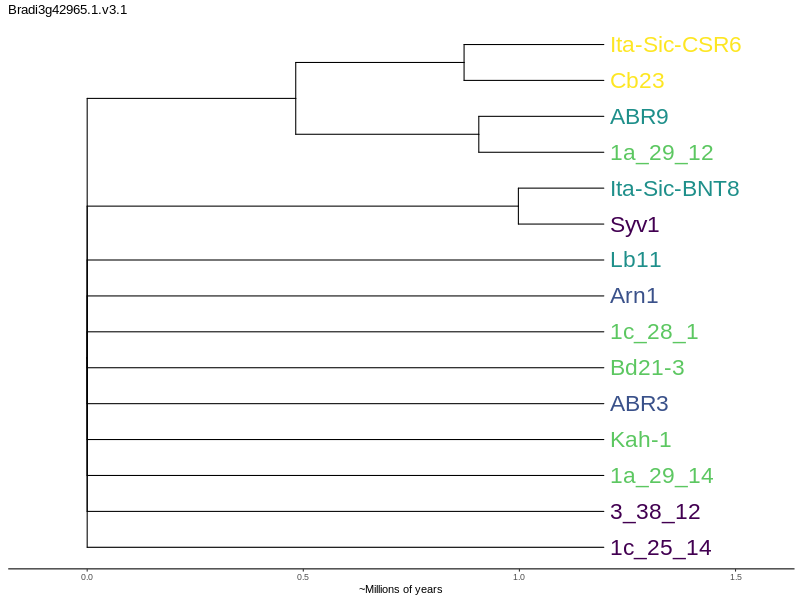 Bradi3g42965.1.v3.1
Ita-Sic-CSR6
Cb23
ABR9
1a_29_12
Ita-Sic-BNT8
Syv1
Lb11
Arn1
1c_28_1
Bd21-3
ABR3
Kah-1
1a_29_14
3_38_12
1c_25_14
0.0 0.5 1.0 1.5
~Millions of years